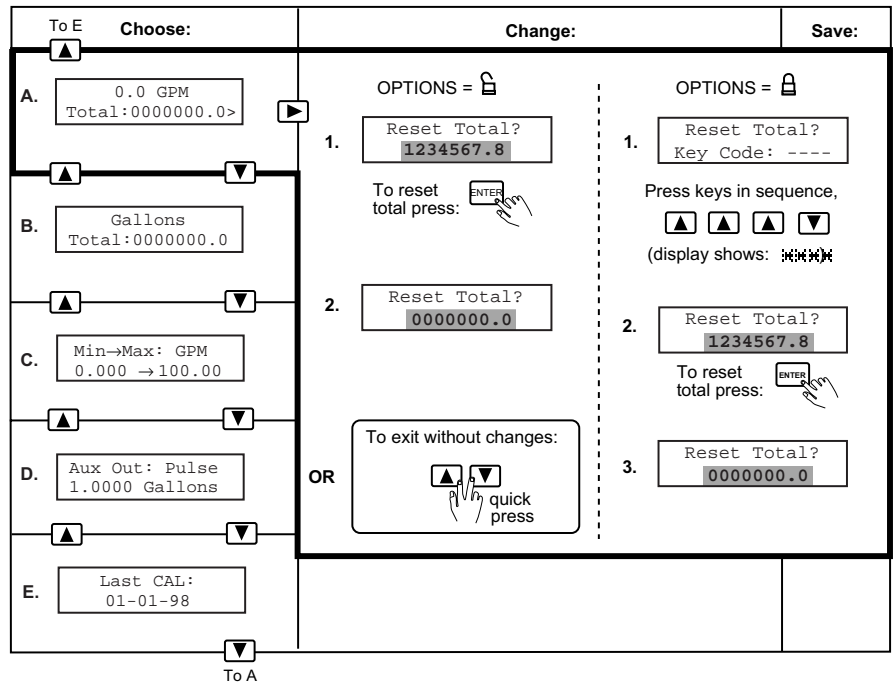 To E
Choose:
Change:
Save:
A.
0.0 GPM
Total:0000000.0>
B.
Gallons
Total:0000000.0
C.
Min→Max: GPM
0.000 →100.00
D.
Aux Out: Pulse
1.0000 Gallons
E.
Last CAL:
01-01-98
To A
OPTIONS =
1.
Reset Total?
1234567.8
To reset
total press:
ENTER
2.
Reset Total?
0000000.0
OR
To exit without changes:
quick
press
OPTIONS =
1.
Reset Total?
Key Code: ----
Press keys in sequence,
(display shows: ⁎⁎⁎⁎)
2.
Reset Total?
1234567.8
To reset
total press:
ENTER
3.
Reset Total?
0000000.0